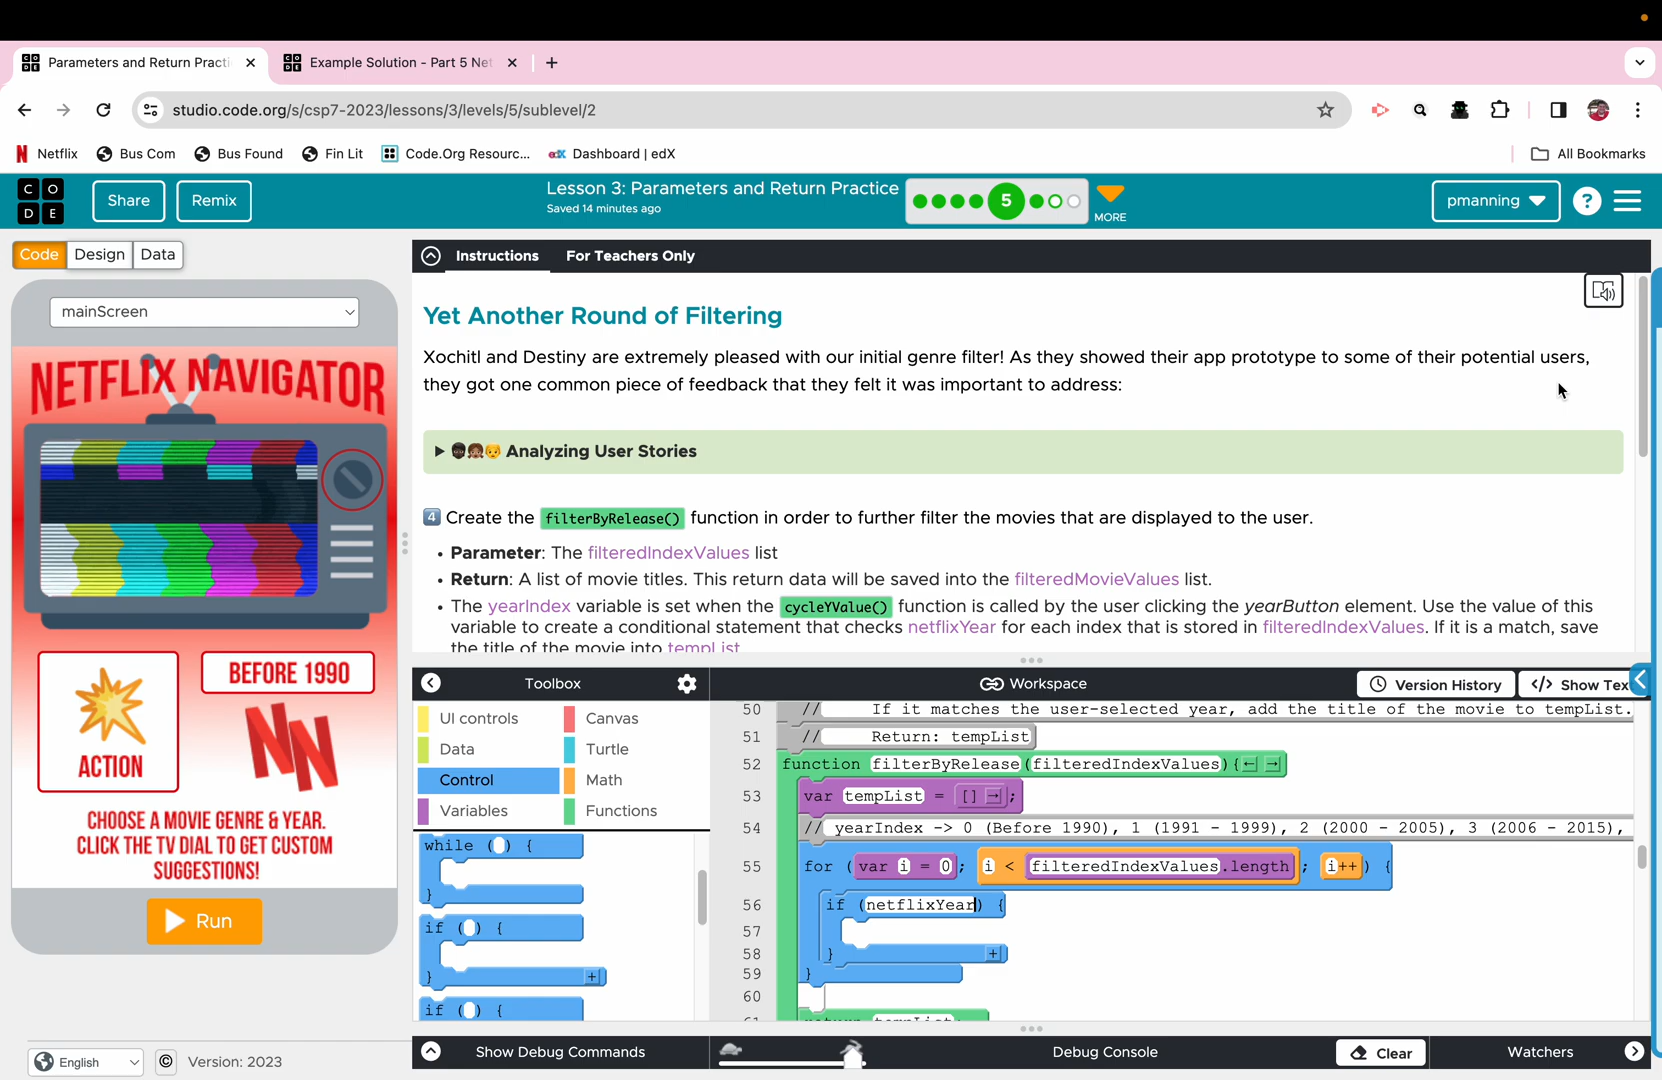 Parameters and Return Practi
Example Solution - Part 5 Net
studio.code.org/s/csp7-2023/lessons/3/levels/5/sublevel/2
Netflix
Bus Com
Bus Found
Fin Lit
Code.Org Resourc...
edX
Dashboard | edX
All Bookmarks
C O
D E
Share
Remix
Lesson 3: Parameters and Return Practice
Saved 14 minutes ago
5
MORE
pmanning
?
Code
Design
Data
Instructions
For Teachers Only
mainScreen
NETFLIX NAVIGATOR
ACTION
BEFORE 1990
CHOOSE A MOVIE GENRE & YEAR.
CLICK THE TV DIAL TO GET CUSTOM
SUGGESTIONS!
Run
Yet Another Round of Filtering
Xochitl and Destiny are extremely pleased with our initial genre filter! As they showed their app prototype to some of their potential users,
they got one common piece of feedback that they felt it was important to address:
Analyzing User Stories
4 Create the filterByRelease() function in order to further filter the movies that are displayed to the user.
• Parameter: The filteredIndexValues list
• Return: A list of movie titles. This return data will be saved into the filteredMovieValues list.
• The yearIndex variable is set when the cycleYValue() function is called by the user clicking the yearButton element. Use the value of this
variable to create a conditional statement that checks netflixYear for each index that is stored in filteredIndexValues. If it is a match, save
the title of the movie into tempList
Toolbox
Workspace
Version History
</> Show Tex
UI controls
Canvas
Data
Turtle
Control
Math
Variables
Functions
while ( ) {
}
if ( ) {
}
+
if ( ) {
50 // If it matches the user-selected year, add the title of the movie to tempList.
51 // Return: tempList
52 function filterByRelease(filteredIndexValues){← →
53 var tempList = [] →;
54 // yearIndex -> 0 (Before 1990), 1 (1991 - 1999), 2 (2000 - 2005), 3 (2006 - 2015),
55 for (var i = 0; i < filteredIndexValues.length; i++) {
56 if (netflixYear) {
57
58 } +
59 }
60
61 return tempList;
English
© Version: 2023
Show Debug Commands
Debug Console
Clear
Watchers